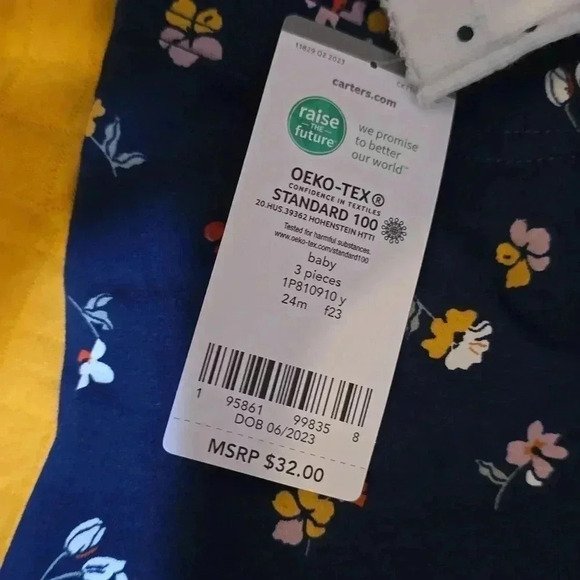 11829 02 2023
carters.com
raise
THE
future
we promise
to better
our world™
OEKO-TEX®
CONFIDENCE IN TEXTILES
STANDARD 100
20.HUS.39362 HOHENSTEIN HTTI
Tested for harmful substances.
www.oeko-tex.com/standard100
baby
3 pieces
1P810910 y
24m f23
1 95861 99835 8
DOB 06/2023
MSRP $32.00